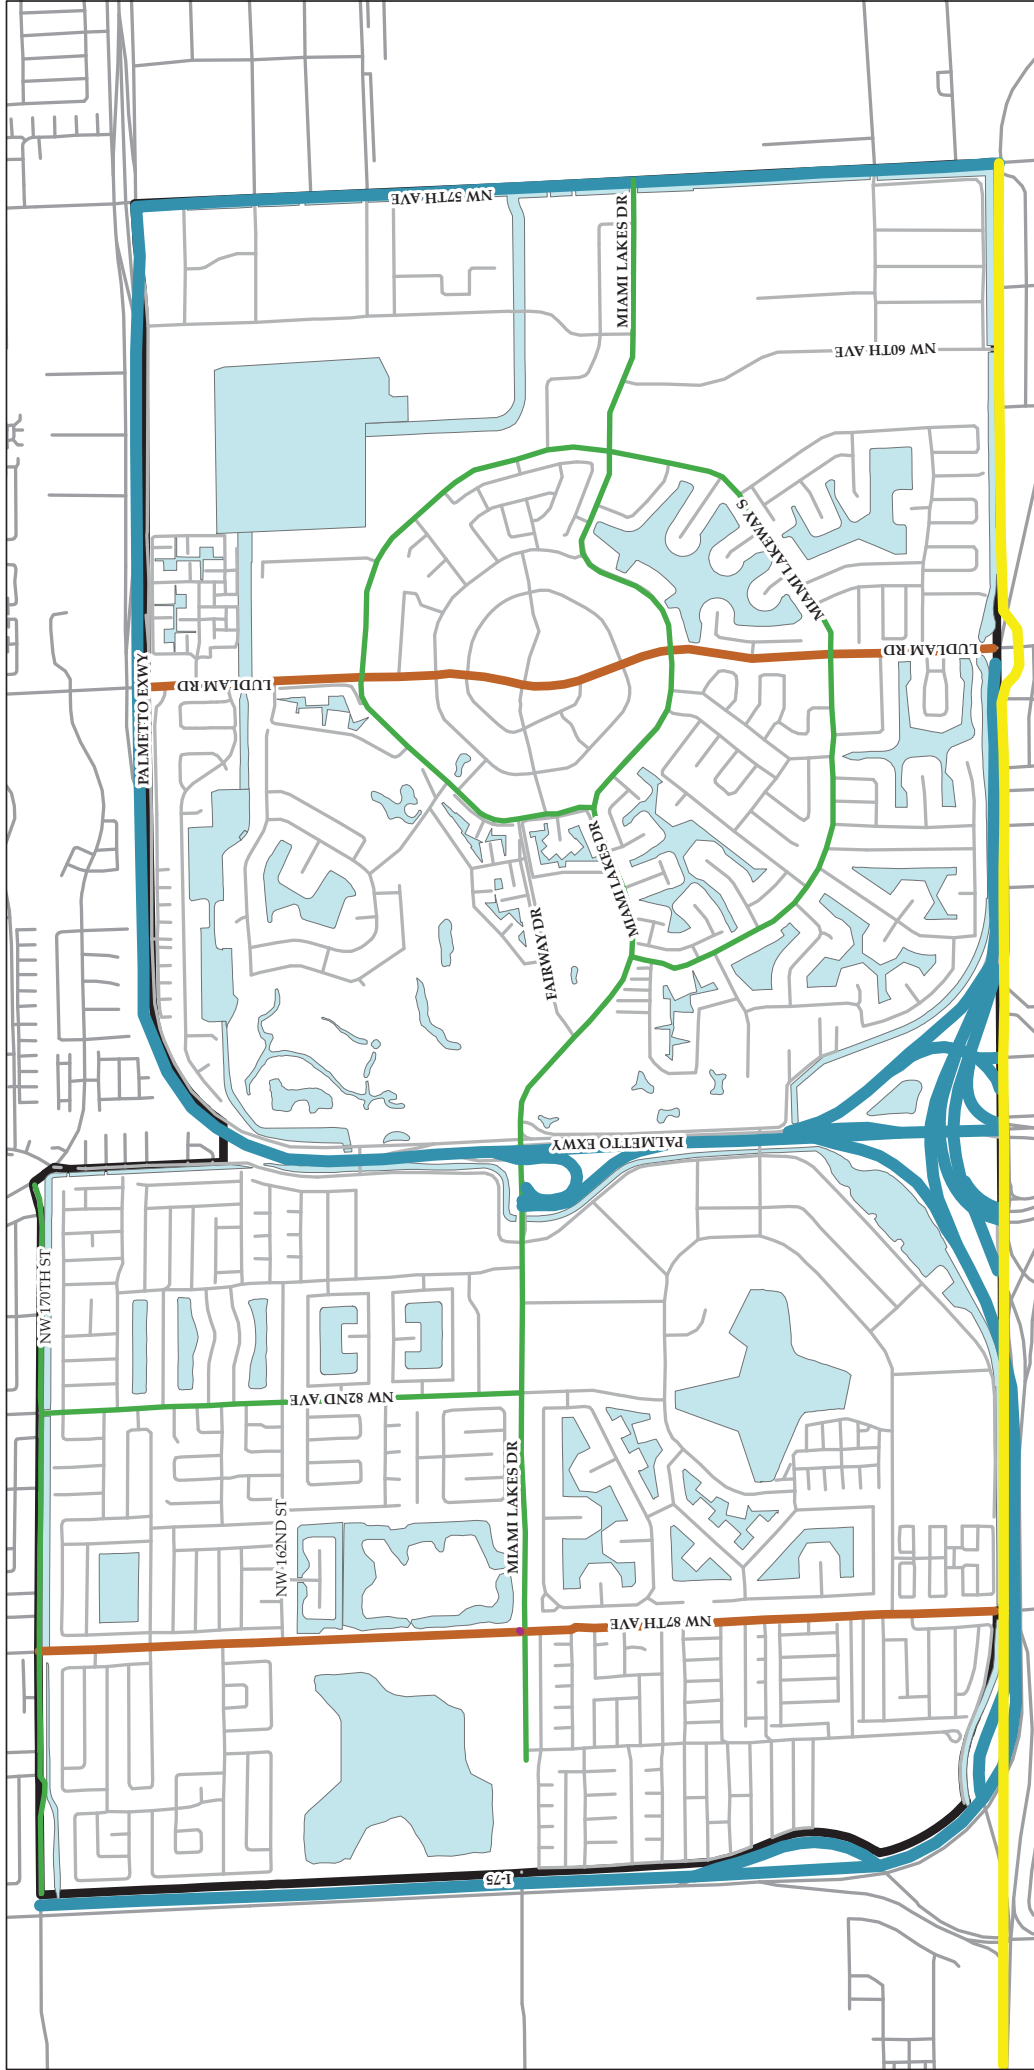 NW 57TH AVE
MIAMI LAKES DR
NW 60TH AVE
MIAMI LAKEWAY S
LUDLAM RD
LUDLAM RD
PALMETTO EXWY
MIAMI LAKES DR
FAIRWAY DR
PALMETTO EXWY
NW 170TH ST
NW 82ND AVE
MIAMI LAKES DR
NW 162ND ST
NW 87TH AVE
I-75